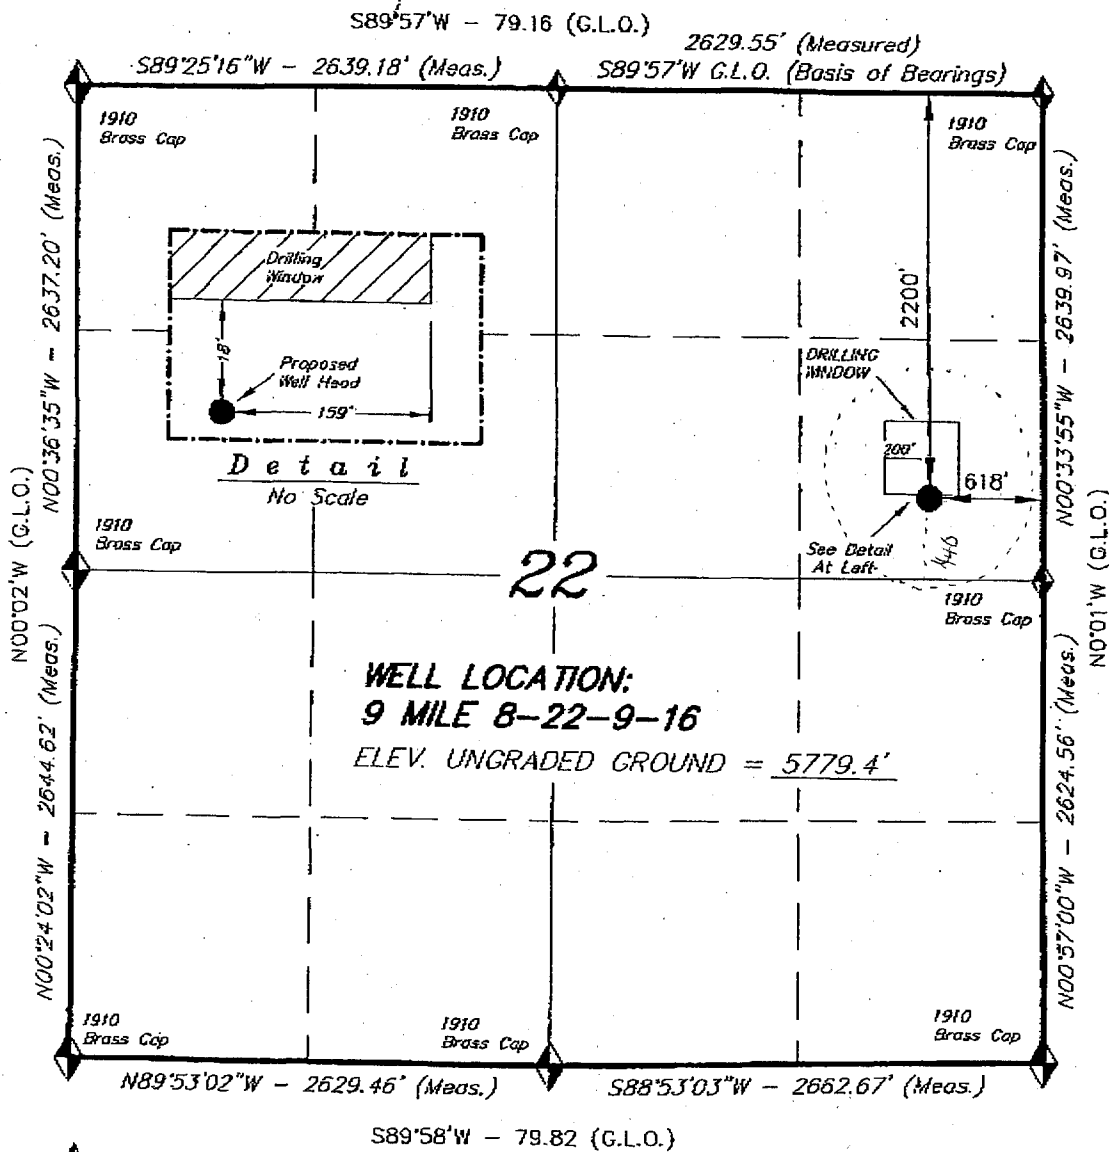 S89°57'W - 79.16 (G.L.O.)
2629.55' (Measured)
S89°25'16"W - 2639.18' (Meas.)
S89°57'W G.L.O. (Basis of Bearings)
1910
Brass Cap
1910
Brass Cap
1910
Brass Cap
N00°36'35"W - 2637.20' (Meas.)
N00°33'55"W - 2639.97' (Meas.)
Drilling
Window
18'
Proposed
Well Head
159'
Detail
No Scale
2200'
DRILLING
WINDOW
200'
618'
See Detail
At Left
440
1910
Brass Cap
1910
Brass Cap
N00°02'W (G.L.O.)
N0°01'W (G.L.O.)
22
WELL LOCATION:
9 MILE 8-22-9-16
ELEV. UNGRADED GROUND = 5779.4'
N00°24'02"W - 2644.62' (Meas.)
N00°57'00"W - 2624.56' (Meas.)
1910
Brass Cap
1910
Brass Cap
1910
Brass Cap
N89°53'02"W - 2629.46' (Meas.)
S88°53'03"W - 2662.67' (Meas.)
S89°58'W - 79.82 (G.L.O.)